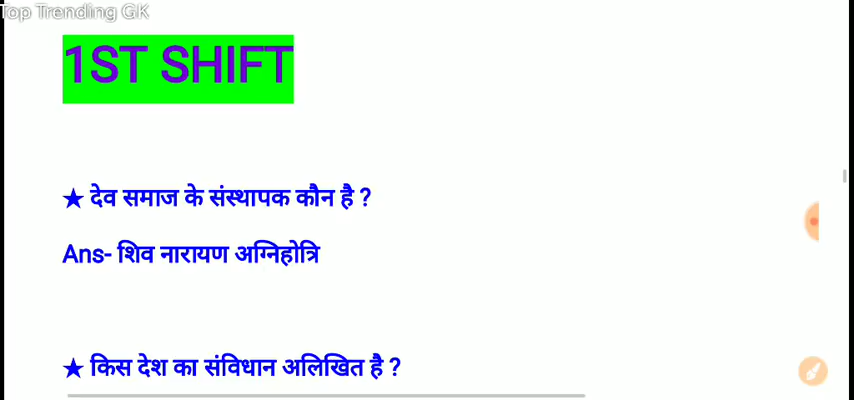 Top Trending GK
1ST SHIFT
★ देव समाज के संस्थापक कौन है ?
Ans- शिव नारायण अग्निहोत्रि
★ किस देश का संविधान अलिखित है ?